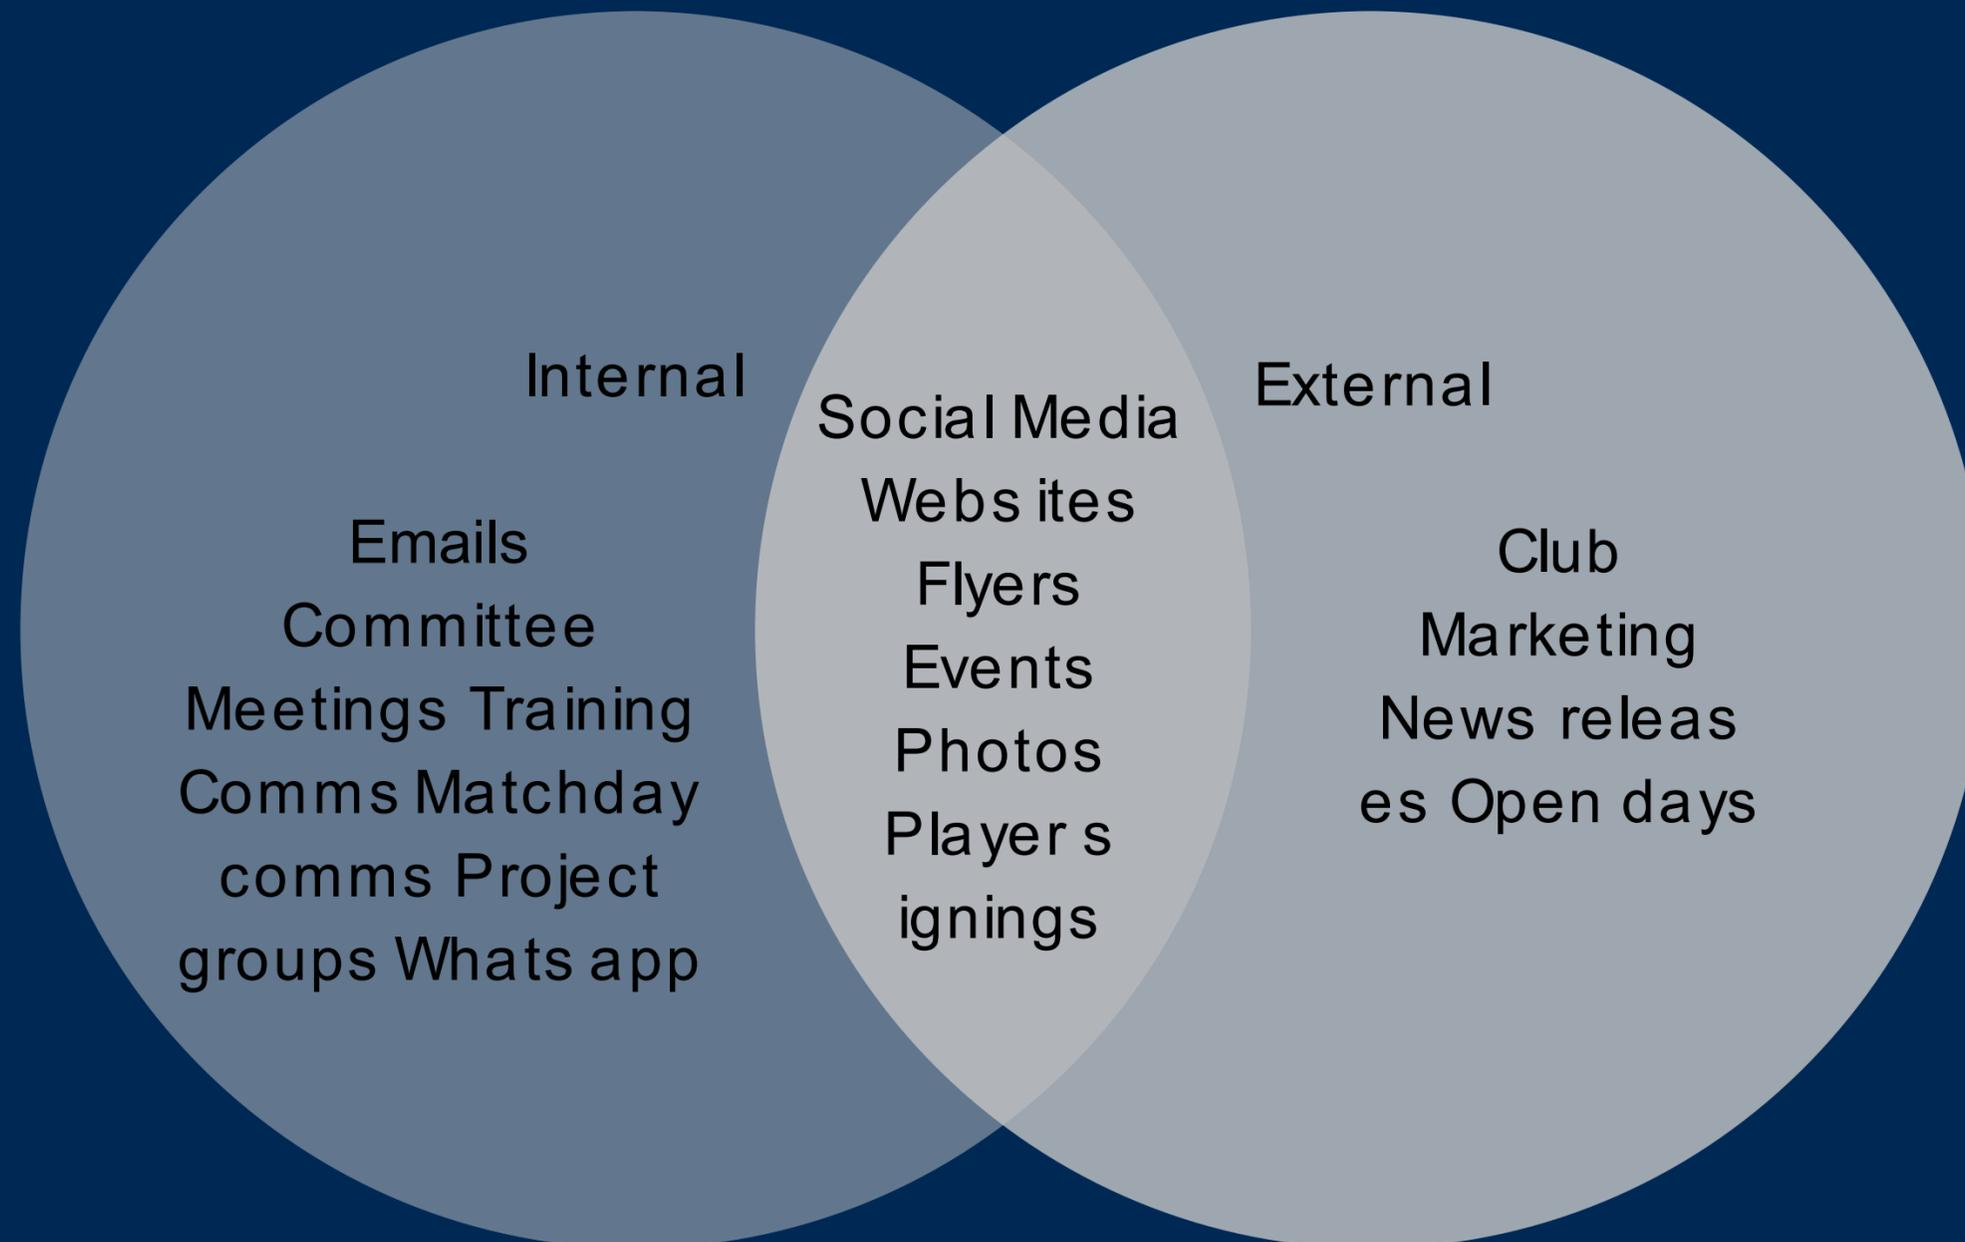 Internal
Emails
Committee
Meetings Training
Comms Matchday
comms Project
groups Whats app
Social Media
Webs ites
Flyers
Events
Photos
Player s
ignings
External
Club
Marketing
News releas
es Open days